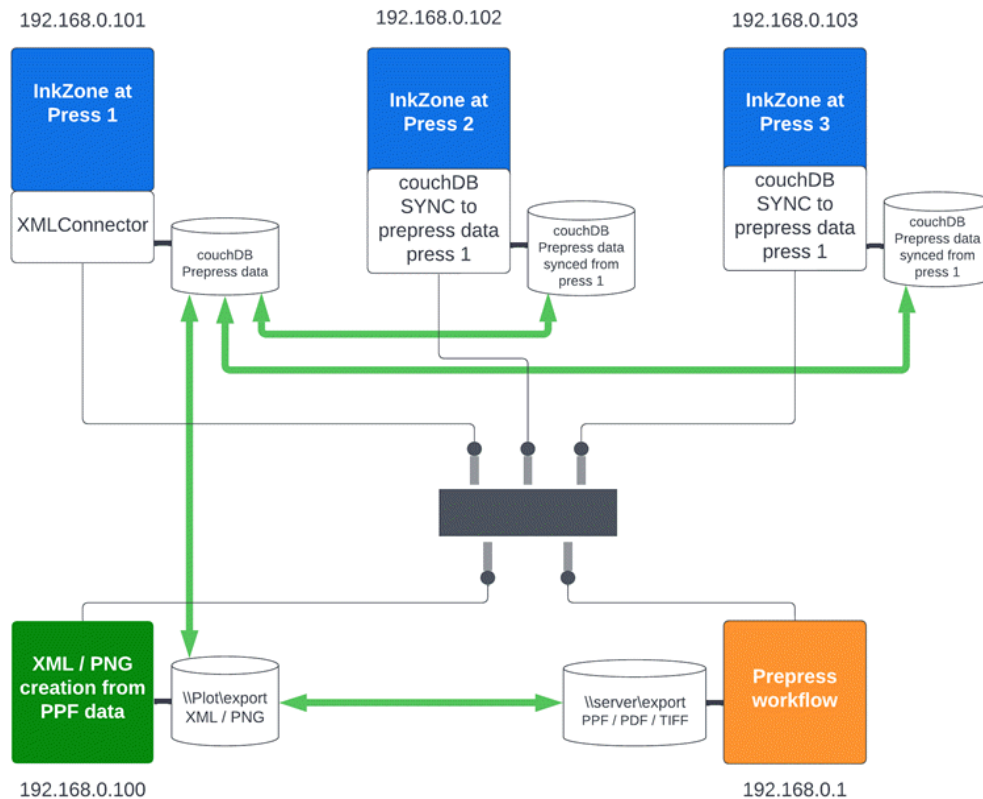 192.168.0.101
192.168.0.102
192.168.0.103
InkZone at
Press 1
InkZone at
Press 2
InkZone at
Press 3
XMLConnector
couchDB
Prepress data
couchDB
SYNC to
prepress data
press 1
couchDB
Prepress data
synced from
press 1
couchDB
SYNC to
prepress data
press 1
couchDB
Prepress data
synced from
press 1
XML / PNG
creation from
PPF data
\\Plot\export
XML / PNG
\\server\export
PPF / PDF / TIFF
Prepress
workflow
192.168.0.100
192.168.0.1